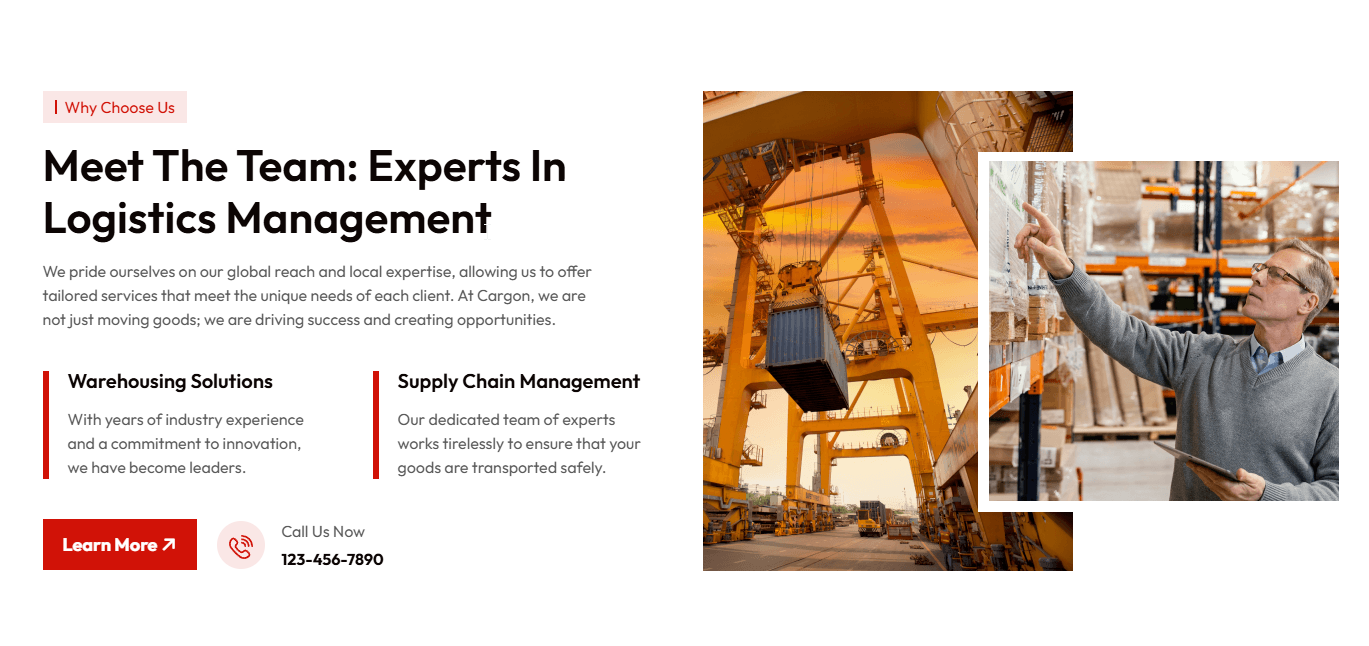 Why Choose Us
Meet The Team: Experts In
Logistics Management
We pride ourselves on our global reach and local expertise, allowing us to offer
tailored services that meet the unique needs of each client. At Cargon, we are
not just moving goods; we are driving success and creating opportunities.
Warehousing Solutions
With years of industry experience
and a commitment to innovation,
we have become leaders.
Supply Chain Management
Our dedicated team of experts
works tirelessly to ensure that your
goods are transported safely.
Learn More
Call Us Now
123-456-7890